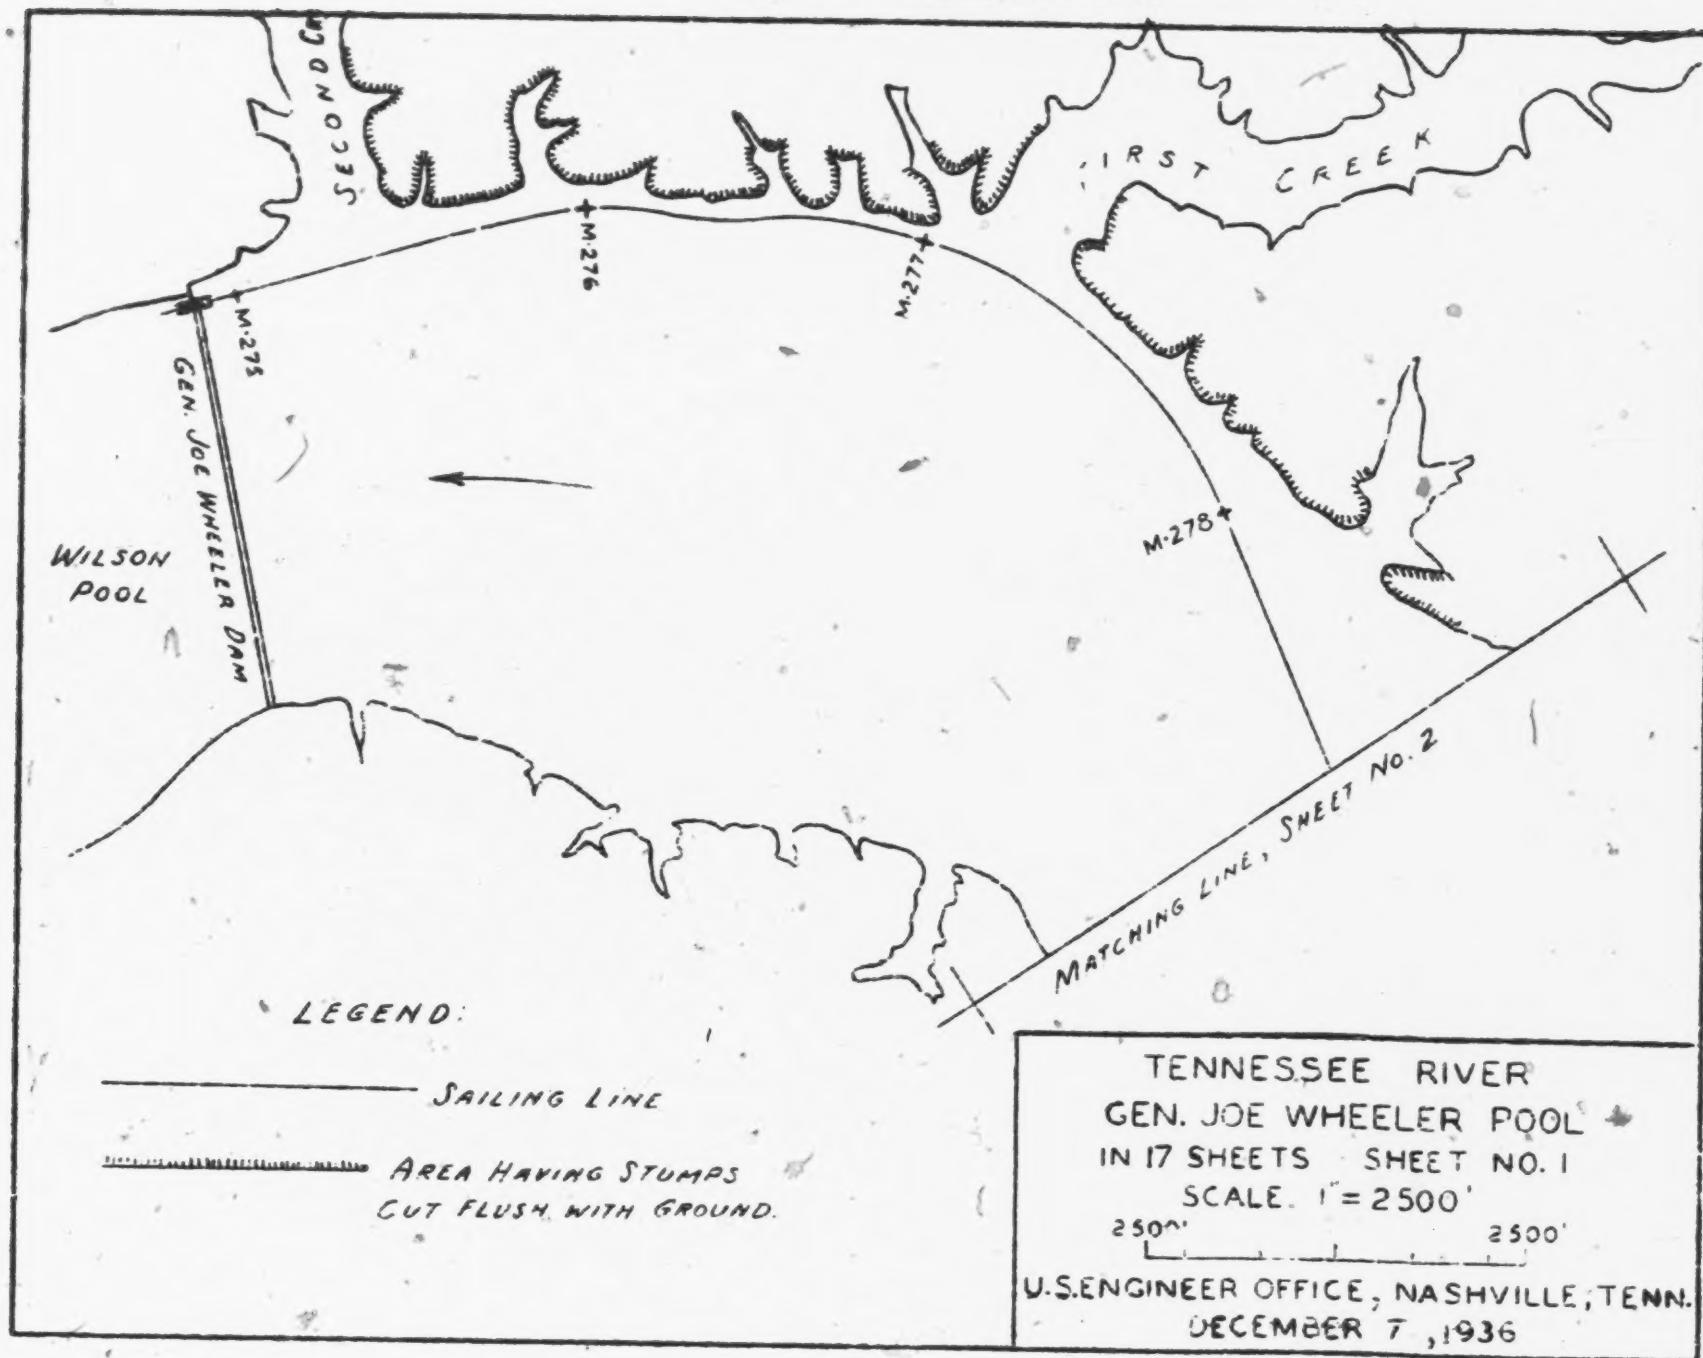 SECOND CR
FIRST CREEK
M·276
M·277
M·275
GEN. JOE WHEELER DAM
M·278
WILSON
POOL
MATCHING LINE, SHEET NO. 2
LEGEND:
SAILING LINE
AREA HAVING STUMPS
CUT FLUSH WITH GROUND.
TENNESSEE RIVER
GEN. JOE WHEELER POOL
IN 17 SHEETS SHEET NO. 1
SCALE. 1" = 2500'
2500' 2500'
U.S. ENGINEER OFFICE, NASHVILLE, TENN.
DECEMBER 7, 1936